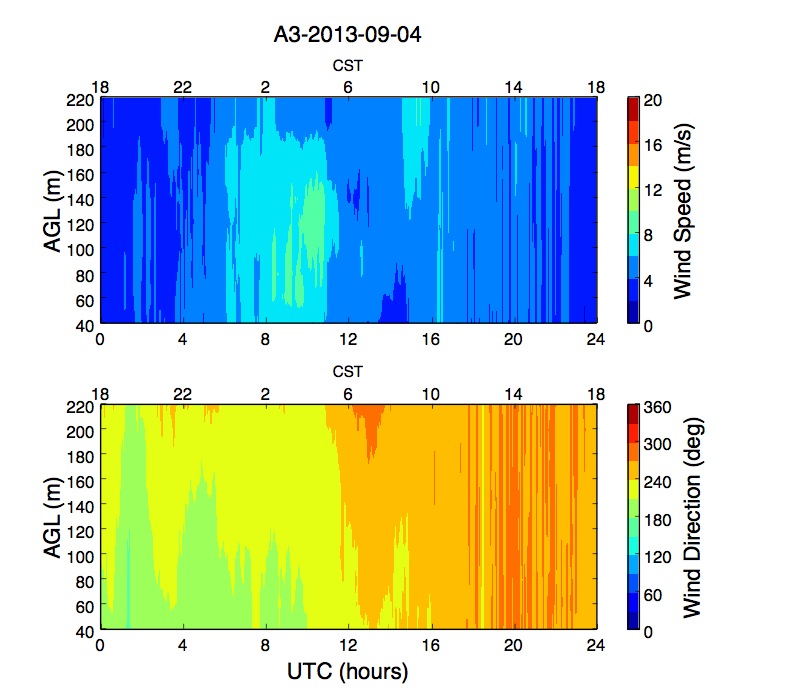 A3-2013-09-04
CST
18 22 2 6 10 14 18
220
200
180
160
140
120
100
80
60
40
AGL (m)
0 4 8 12 16 20 24
20
16
12
8
4
0
Wind Speed (m/s)
CST
18 22 2 6 10 14 18
220
200
180
160
140
120
100
80
60
40
AGL (m)
0 4 8 12 16 20 24
UTC (hours)
360
300
240
180
120
60
0
Wind Direction (deg)